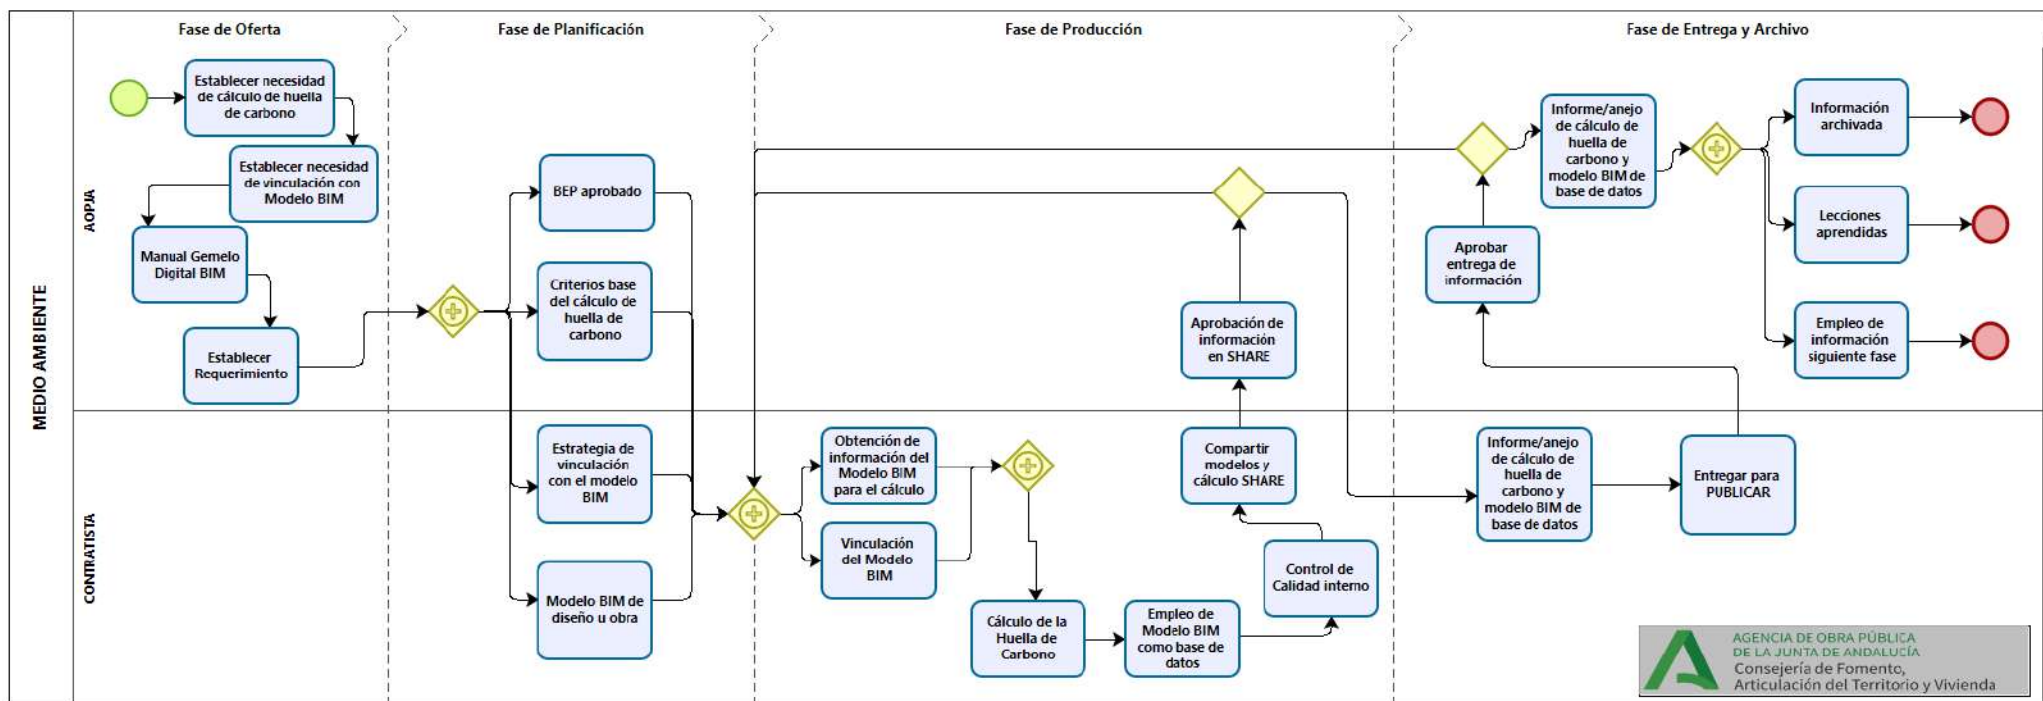 Fase de Oferta
Fase de Planificación
Fase de Producción
Fase de Entrega y Archivo
MEDIO AMBIENTE
AOPJA
Establecer necesidad
de cálculo de huella
de carbono
Establecer necesidad
de vinculación con
Modelo BIM
Manual Gemelo
Digital BIM
Establecer
Requerimiento
BEP aprobado
Criterios base
del cálculo de
huella de
carbono
Aprobación de
información
en SHARE
Aprobar
entrega de
información
Informe/anejo
de cálculo de
huella de
carbono y
modelo BIM de
base de datos
Información
archivada
Lecciones
aprendidas
Empleo de
información
siguiente fase
CONTRATISTA
Estrategia de
vinculación
con el modelo
BIM
Modelo BIM de
diseño u obra
Obtención de
información del
Modelo BIM
para el cálculo
Vinculación
del Modelo
BIM
Cálculo de la
Huella de
Carbono
Empleo de
Modelo BIM
como base de
datos
Control de
Calidad interno
Compartir
modelos y
cálculo SHARE
Informe/anejo
de cálculo de
huella de
carbono y
modelo BIM de
base de datos
Entregar para
PUBLICAR
AGENCIA DE OBRA PÚBLICA
DE LA JUNTA DE ANDALUCÍA
Consejería de Fomento,
Articulación del Territorio y Vivienda